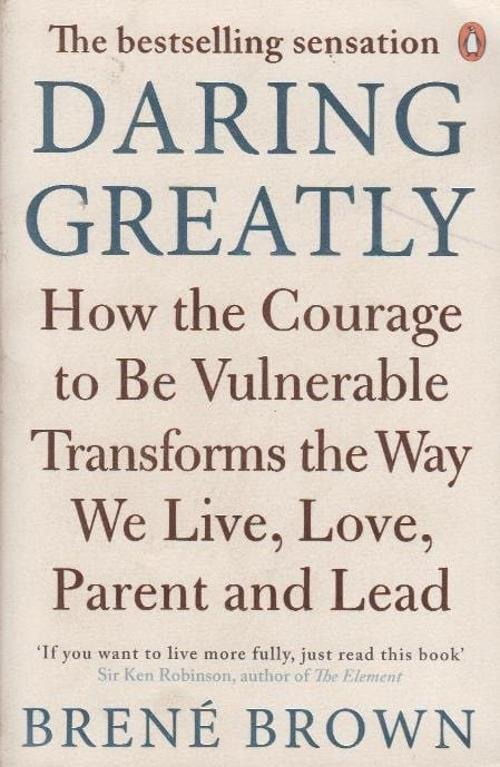 The bestselling sensation
DARING
GREATLY
How the Courage
to Be Vulnerable
Transforms the Way
We Live, Love,
Parent and Lead
‘If you want to live more fully, just read this book’
Sir Ken Robinson, author of The Element
BRENÉ BROWN